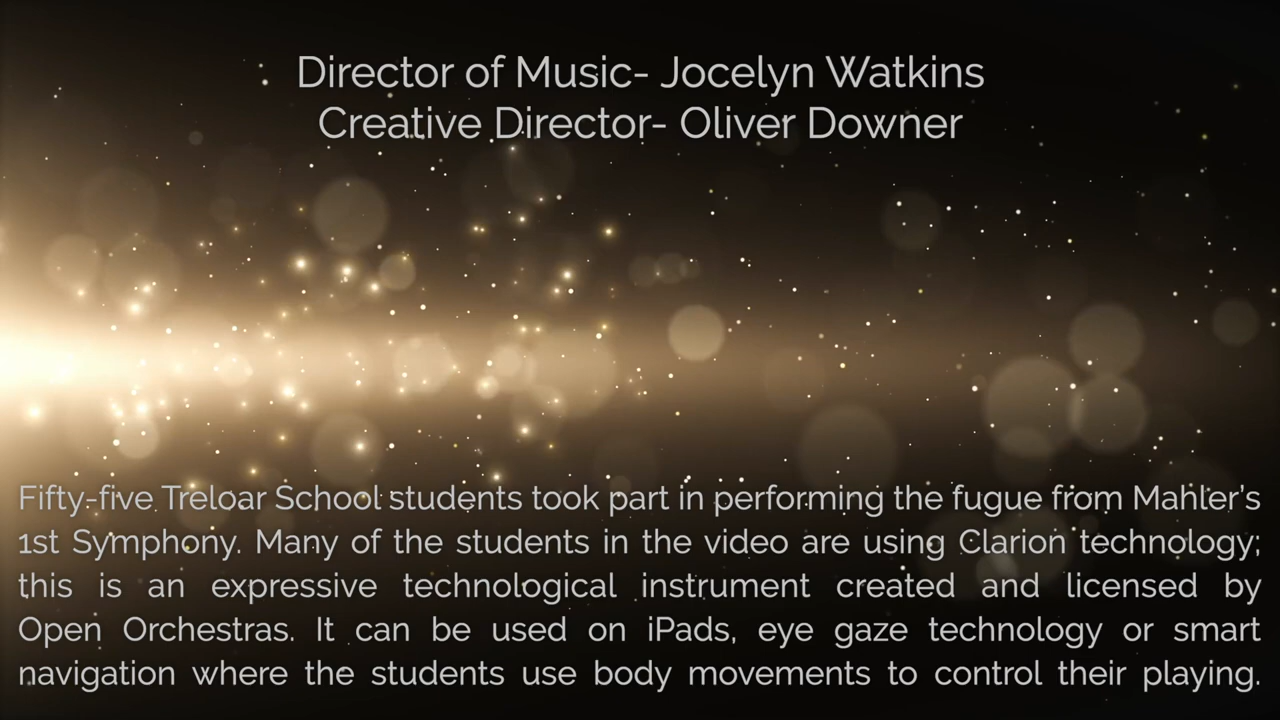 Director of Music- Jocelyn Watkins
Creative Director- Oliver Downer
Fifty-five Treloar School students took part in performing the fugue from Mahler's
1st Symphony. Many of the students in the video are using Clarion technology;
this is an expressive technological instrument created and licensed by
Open Orchestras. It can be used on iPads, eye gaze technology or smart
navigation where the students use body movements to control their playing.